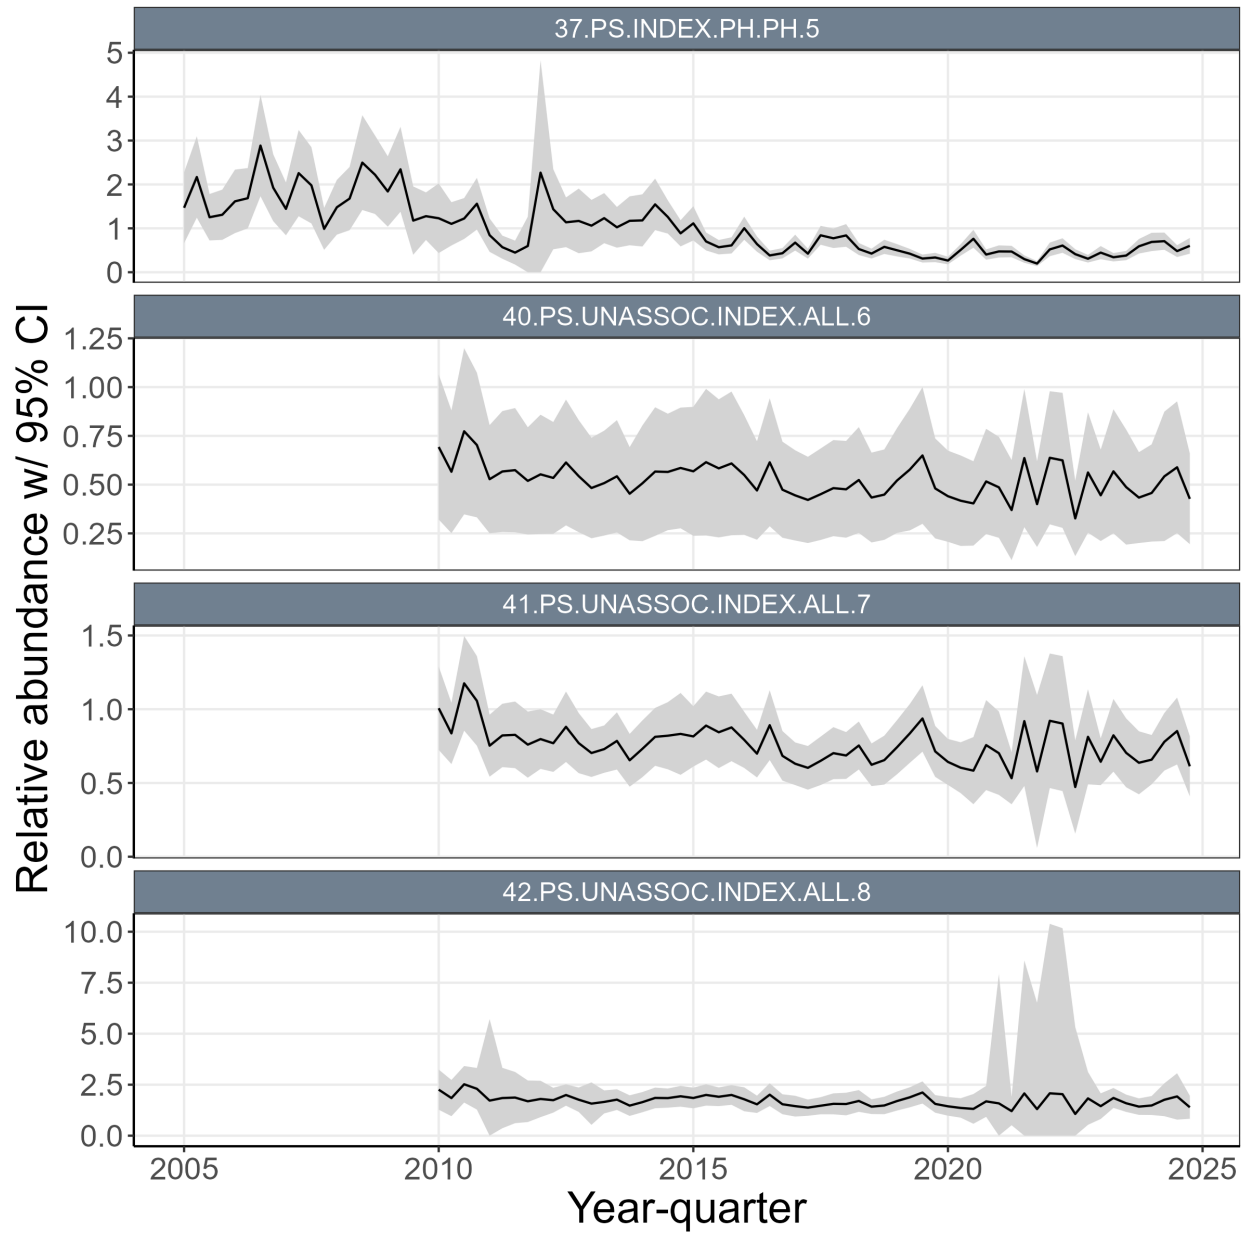 37.PS.INDEX.PH.PH.5
5
4
3
2
1
0
40.PS.UNASSOC.INDEX.ALL.6
1.25
1.00
0.75
0.50
0.25
41.PS.UNASSOC.INDEX.ALL.7
1.5
1.0
0.5
0.0
42.PS.UNASSOC.INDEX.ALL.8
10.0
7.5
5.0
2.5
0.0
2005 2010 2015 2020 2025
Year-quarter
Relative abundance w/ 95% CI